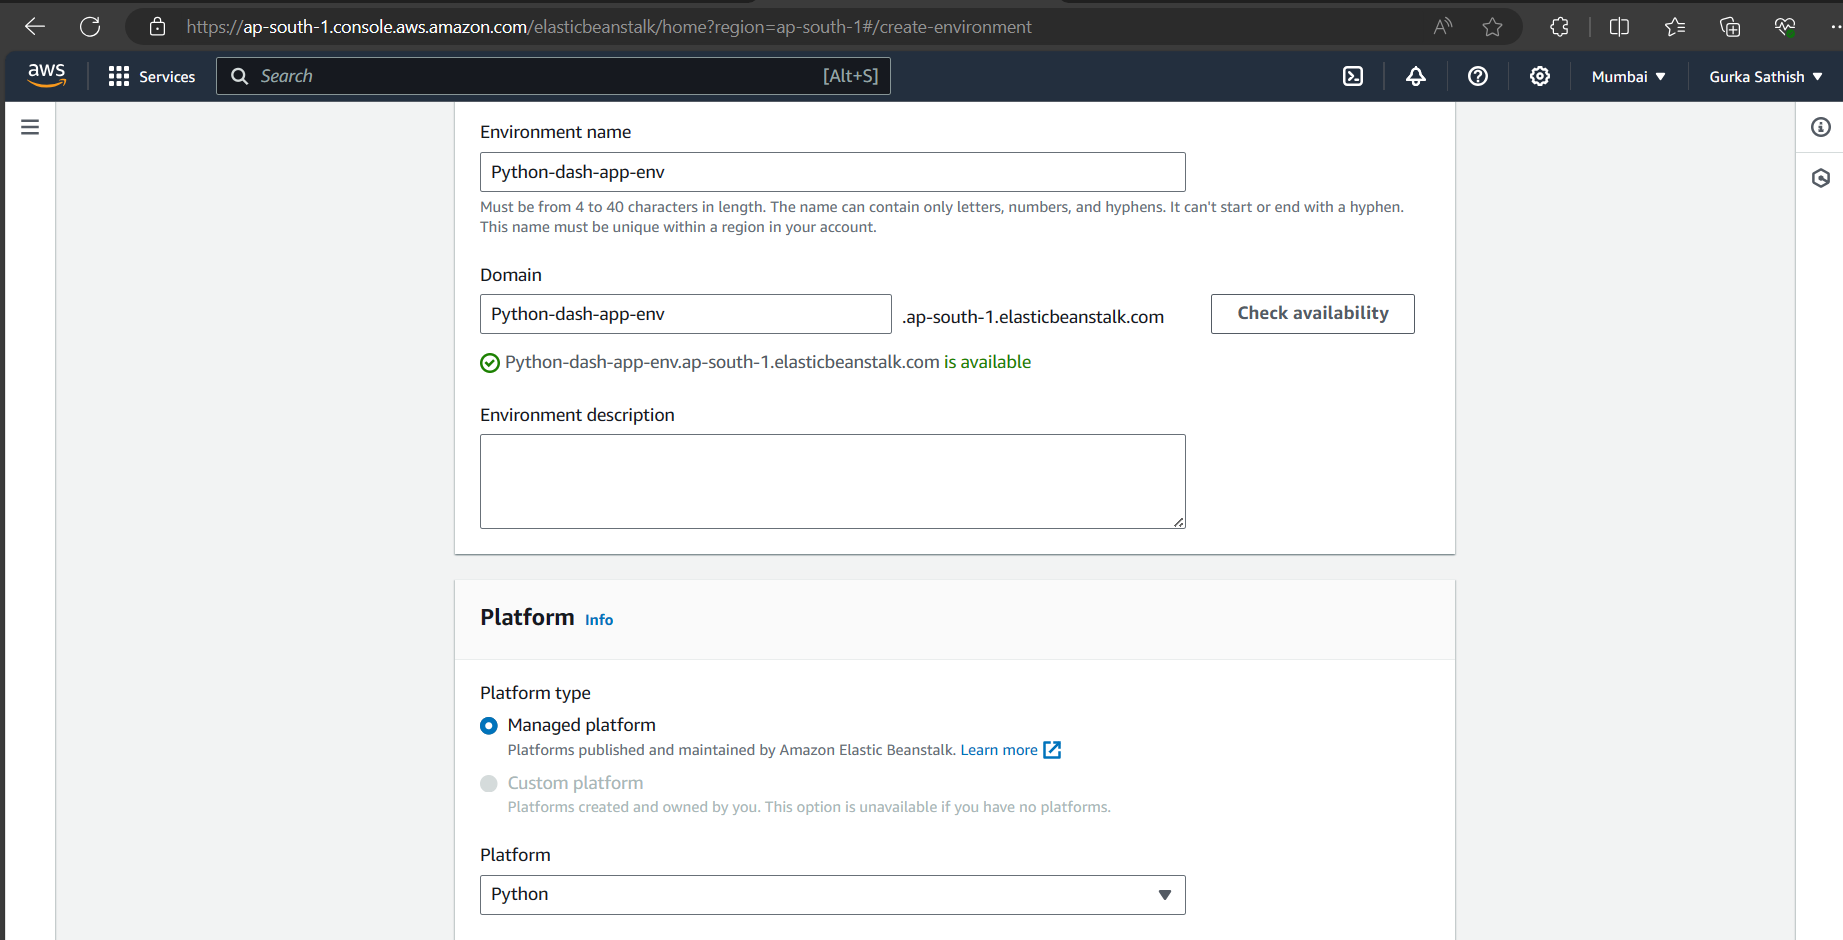 https://ap-south-1.console.aws.amazon.com/elasticbeanstalk/home?region=ap-south-1#/create-environment
aws Services Search [Alt+S] Mumbai Gurka Sathish
Environment name
Python-dash-app-env
Must be from 4 to 40 characters in length. The name can contain only letters, numbers, and hyphens. It can't start or end with a hyphen.
This name must be unique within a region in your account.
Domain
Python-dash-app-env .ap-south-1.elasticbeanstalk.com Check availability
Python-dash-app-env.ap-south-1.elasticbeanstalk.com is available
Environment description
Platform Info
Platform type
Managed platform
Platforms published and maintained by Amazon Elastic Beanstalk. Learn more
Custom platform
Platforms created and owned by you. This option is unavailable if you have no platforms.
Platform
Python